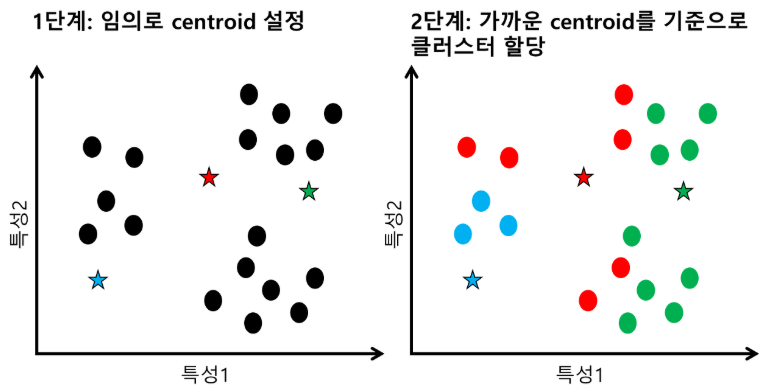 1단계: 임의로 centroid 설정
2단계: 가까운 centroid를 기준으로
클러스터 할당
특성2
특성1
특성2
특성1